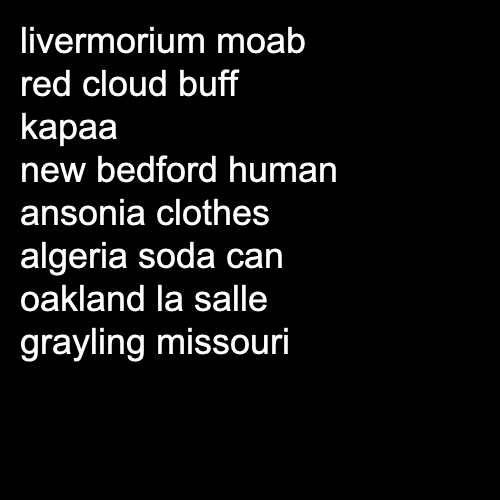 livermorium moab
red cloud buff
kapaa
new bedford human
ansonia clothes
algeria soda can
oakland la salle
grayling missouri